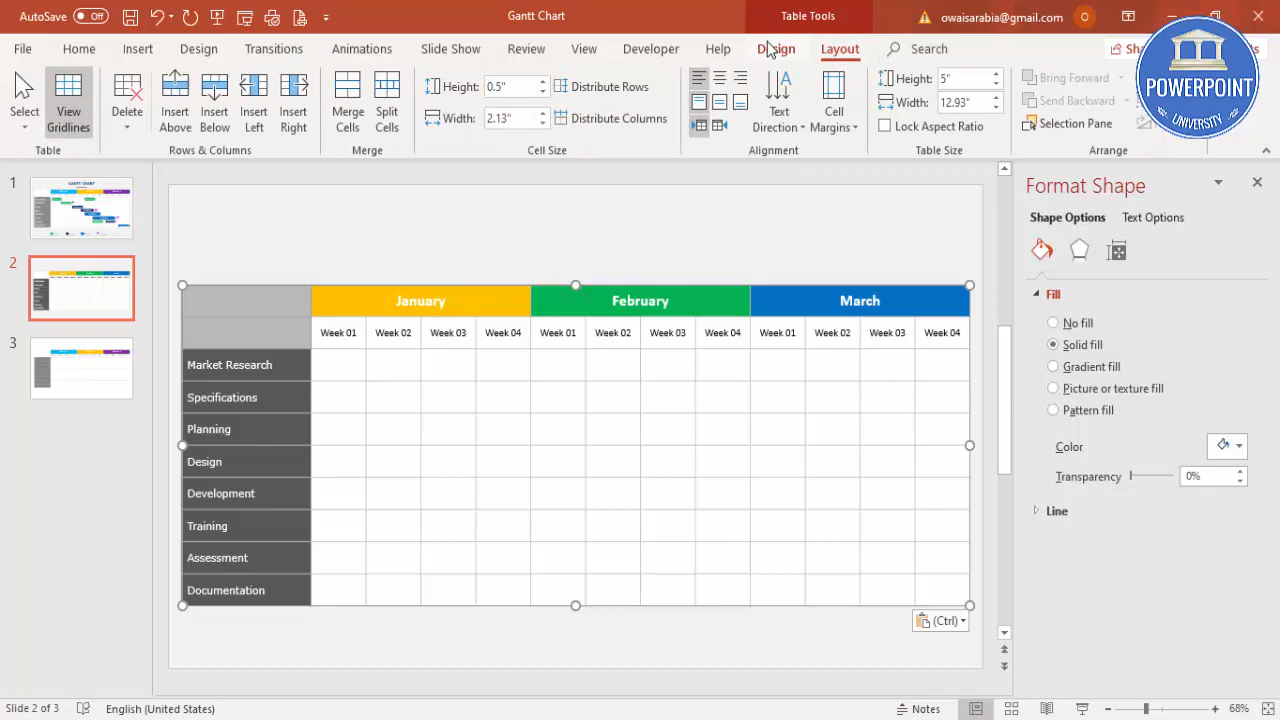 AutoSave Off
Gantt Chart
Table Tools
owaisarabia@gmail.com
O
File Home Insert Design Transitions Animations Slide Show Review View Developer Help Design Layout Search
POWERPOINT
UNIVERSITY
Select
View Gridlines
Delete
Insert Above
Insert Below
Insert Left
Insert Right
Merge Cells
Split Cells
Height: 0.5"
Width: 2.13"
Distribute Rows
Distribute Columns
Text Direction
Cell Margins
Height: 5"
Width: 12.93"
Lock Aspect Ratio
Bring Forward
Send Backward
Selection Pane
Table
Rows & Columns
Merge
Cell Size
Alignment
Table Size
Arrange
1
GANTT CHART
2
3
January February March
Week 01 Week 02 Week 03 Week 04 Week 01 Week 02 Week 03 Week 04 Week 01 Week 02 Week 03 Week 04
Market Research
Specifications
Planning
Design
Development
Training
Assessment
Documentation
(Ctrl)
Format Shape
Shape Options Text Options
Fill
No fill
Solid fill
Gradient fill
Picture or texture fill
Pattern fill
Color
Transparency 0%
Line
Slide 2 of 3
English (United States)
Notes
68%